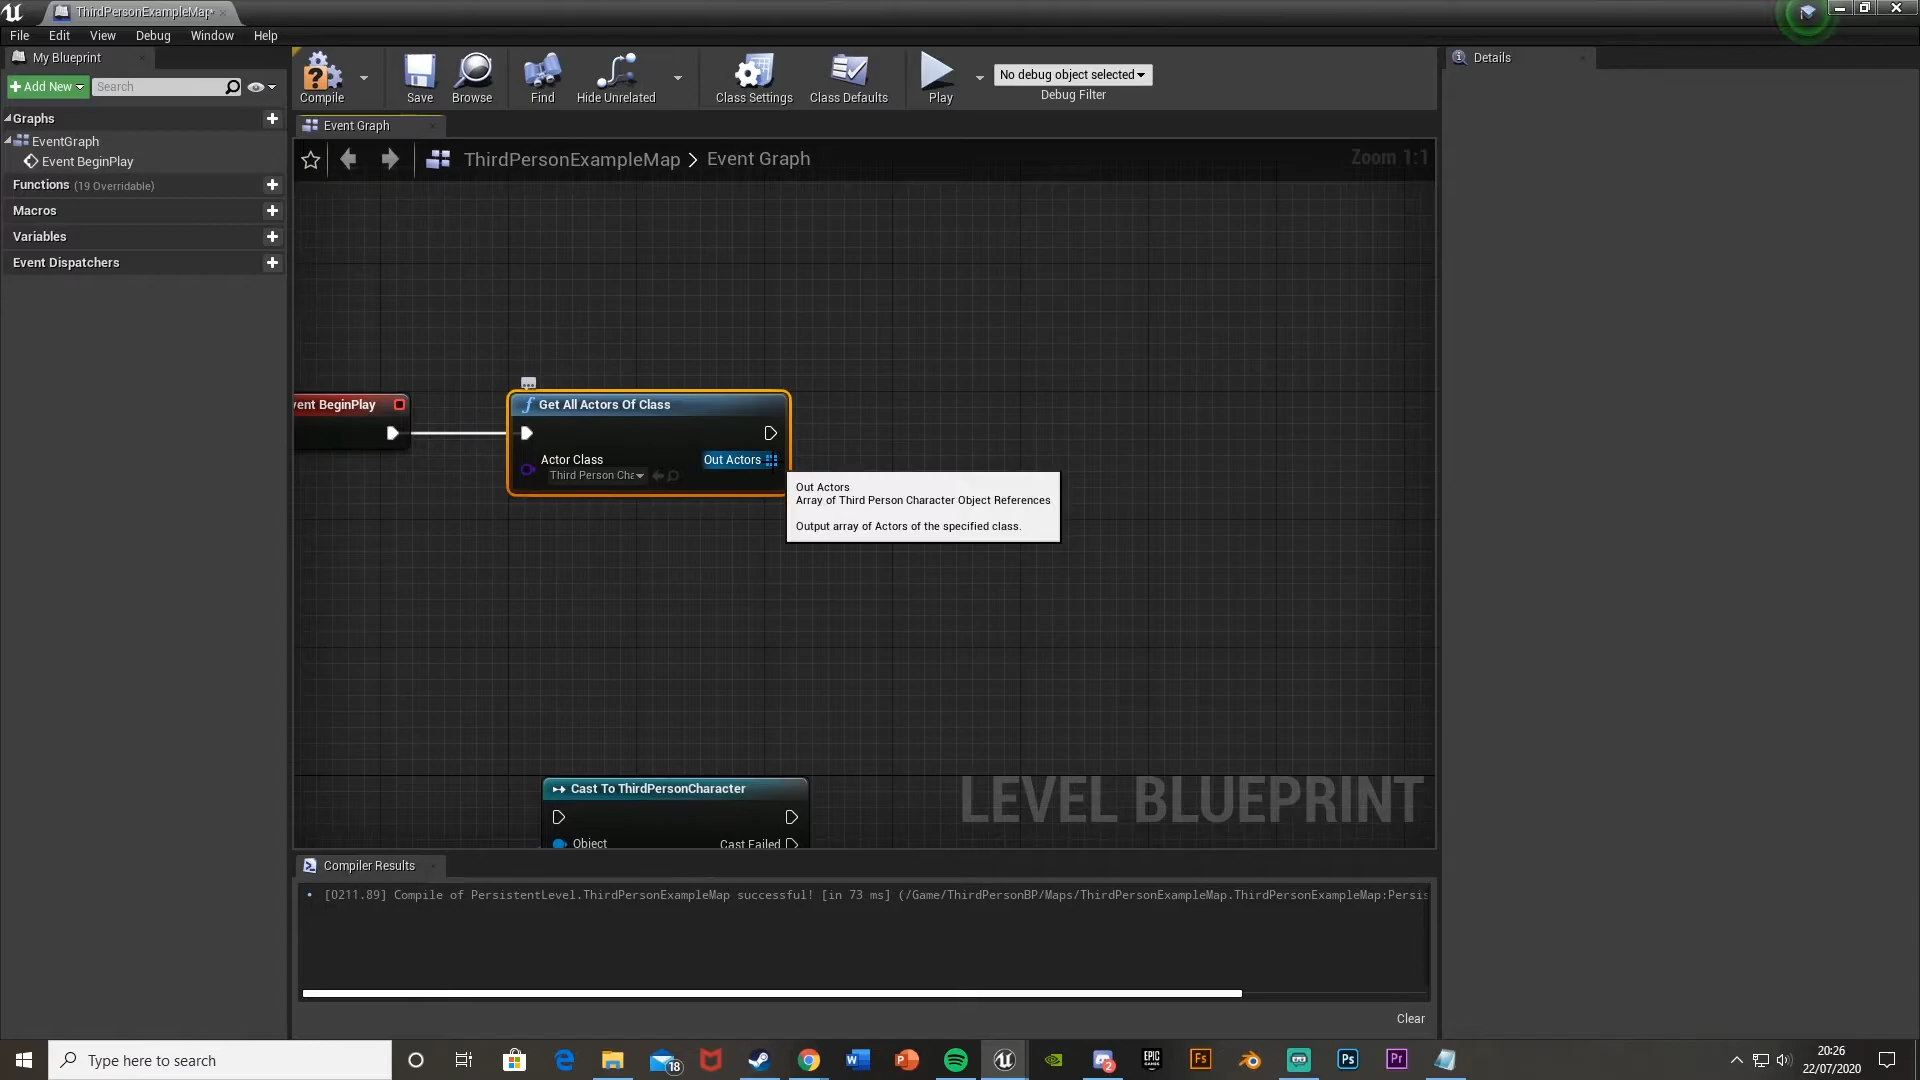 ThirdPersonExampleMap*
File Edit View Debug Window Help
My Blueprint
Add New Search
Graphs
EventGraph
Event BeginPlay
Functions (19 Overridable)
Macros
Variables
Event Dispatchers
Compile Save Browse Find Hide Unrelated Class Settings Class Defaults Play
No debug object selected
Debug Filter
Details
Event Graph
ThirdPersonExampleMap > Event Graph
Zoom 1:1
vent BeginPlay
f Get All Actors Of Class
Actor Class
Third Person Cha
Out Actors
Out Actors
Array of Third Person Character Object References
Output array of Actors of the specified class.
Cast To ThirdPersonCharacter
Object Cast Failed
LEVEL BLUEPRINT
Compiler Results
• [0211.89] Compile of PersistentLevel.ThirdPersonExampleMap successful! [in 73 ms] (/Game/ThirdPersonBP/Maps/ThirdPersonExampleMap.ThirdPersonExampleMap:Persis
Clear
Type here to search
18
2
EPIC GAMES
Fs
Ps
Pr
20:26
22/07/2020